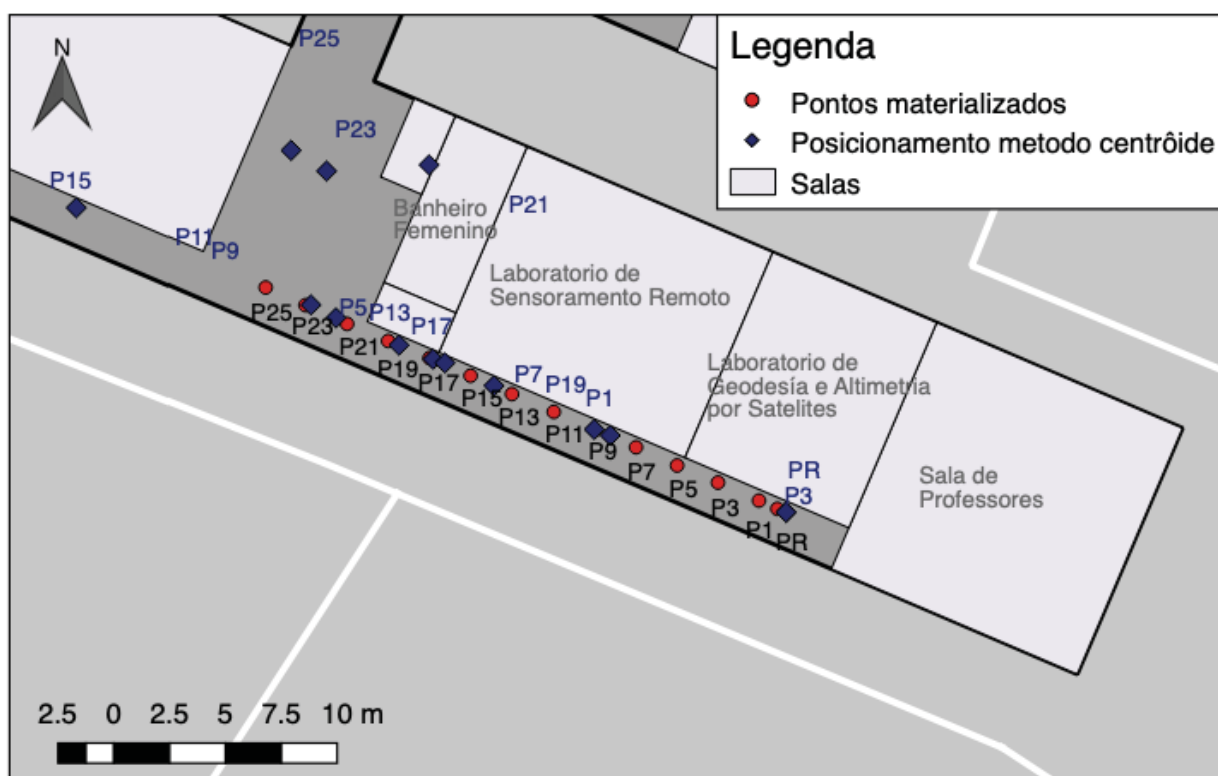 P25
N
Legenda
Pontos materializados
Posicionamento metodo centrôide
Salas
P23
P15
P21
Banheiro
Femenino
P11
P9
Laboratorio de
Sensoramento Remoto
P25
P23
P5
P13
P17
P21
P19
P17
P15
P13
P11
P9
P7
P5
P3
P1
PR
P7
P19
P1
Laboratorio de
Geodesía e Altimetria
por Satelites
PR
P3
Sala de
Professores
2.5 0 2.5 5 7.5 10 m